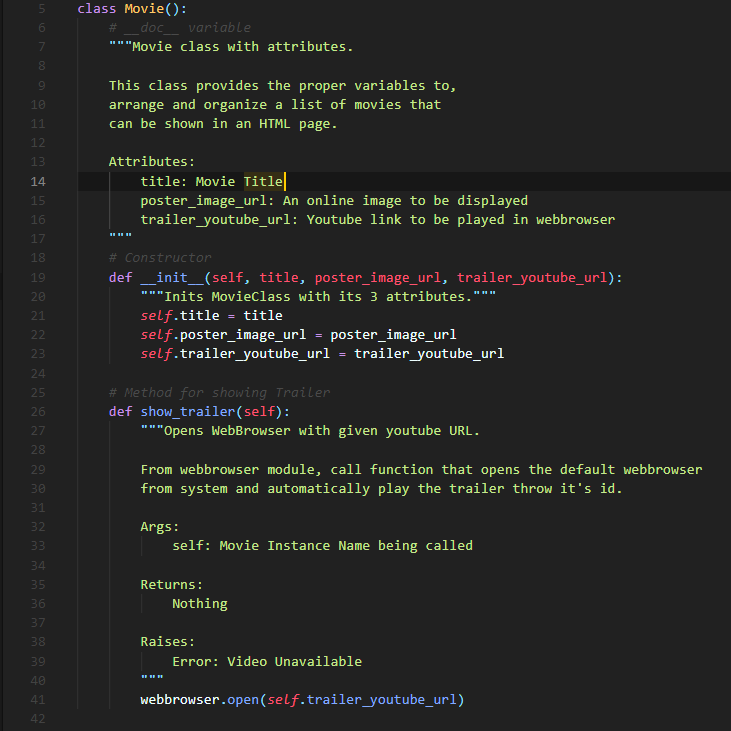 5 class Movie():
6     # __doc__ variable
7     """Movie class with attributes.
8
9     This class provides the proper variables to,
10     arrange and organize a list of movies that
11     can be shown in an HTML page.
12
13     Attributes:
14         title: Movie Title
15         poster_image_url: An online image to be displayed
16         trailer_youtube_url: Youtube link to be played in webbrowser
17     """
18     # Constructor
19     def __init__(self, title, poster_image_url, trailer_youtube_url):
20         """Inits MovieClass with its 3 attributes."""
21         self.title = title
22         self.poster_image_url = poster_image_url
23         self.trailer_youtube_url = trailer_youtube_url
24
25     # Method for showing Trailer
26     def show_trailer(self):
27         """Opens WebBrowser with given youtube URL.
28
29         From webbrowser module, call function that opens the default webbrowser
30         from system and automatically play the trailer throw it's id.
31
32         Args:
33             self: Movie Instance Name being called
34
35         Returns:
36             Nothing
37
38         Raises:
39             Error: Video Unavailable
40         """
41         webbrowser.open(self.trailer_youtube_url)
42